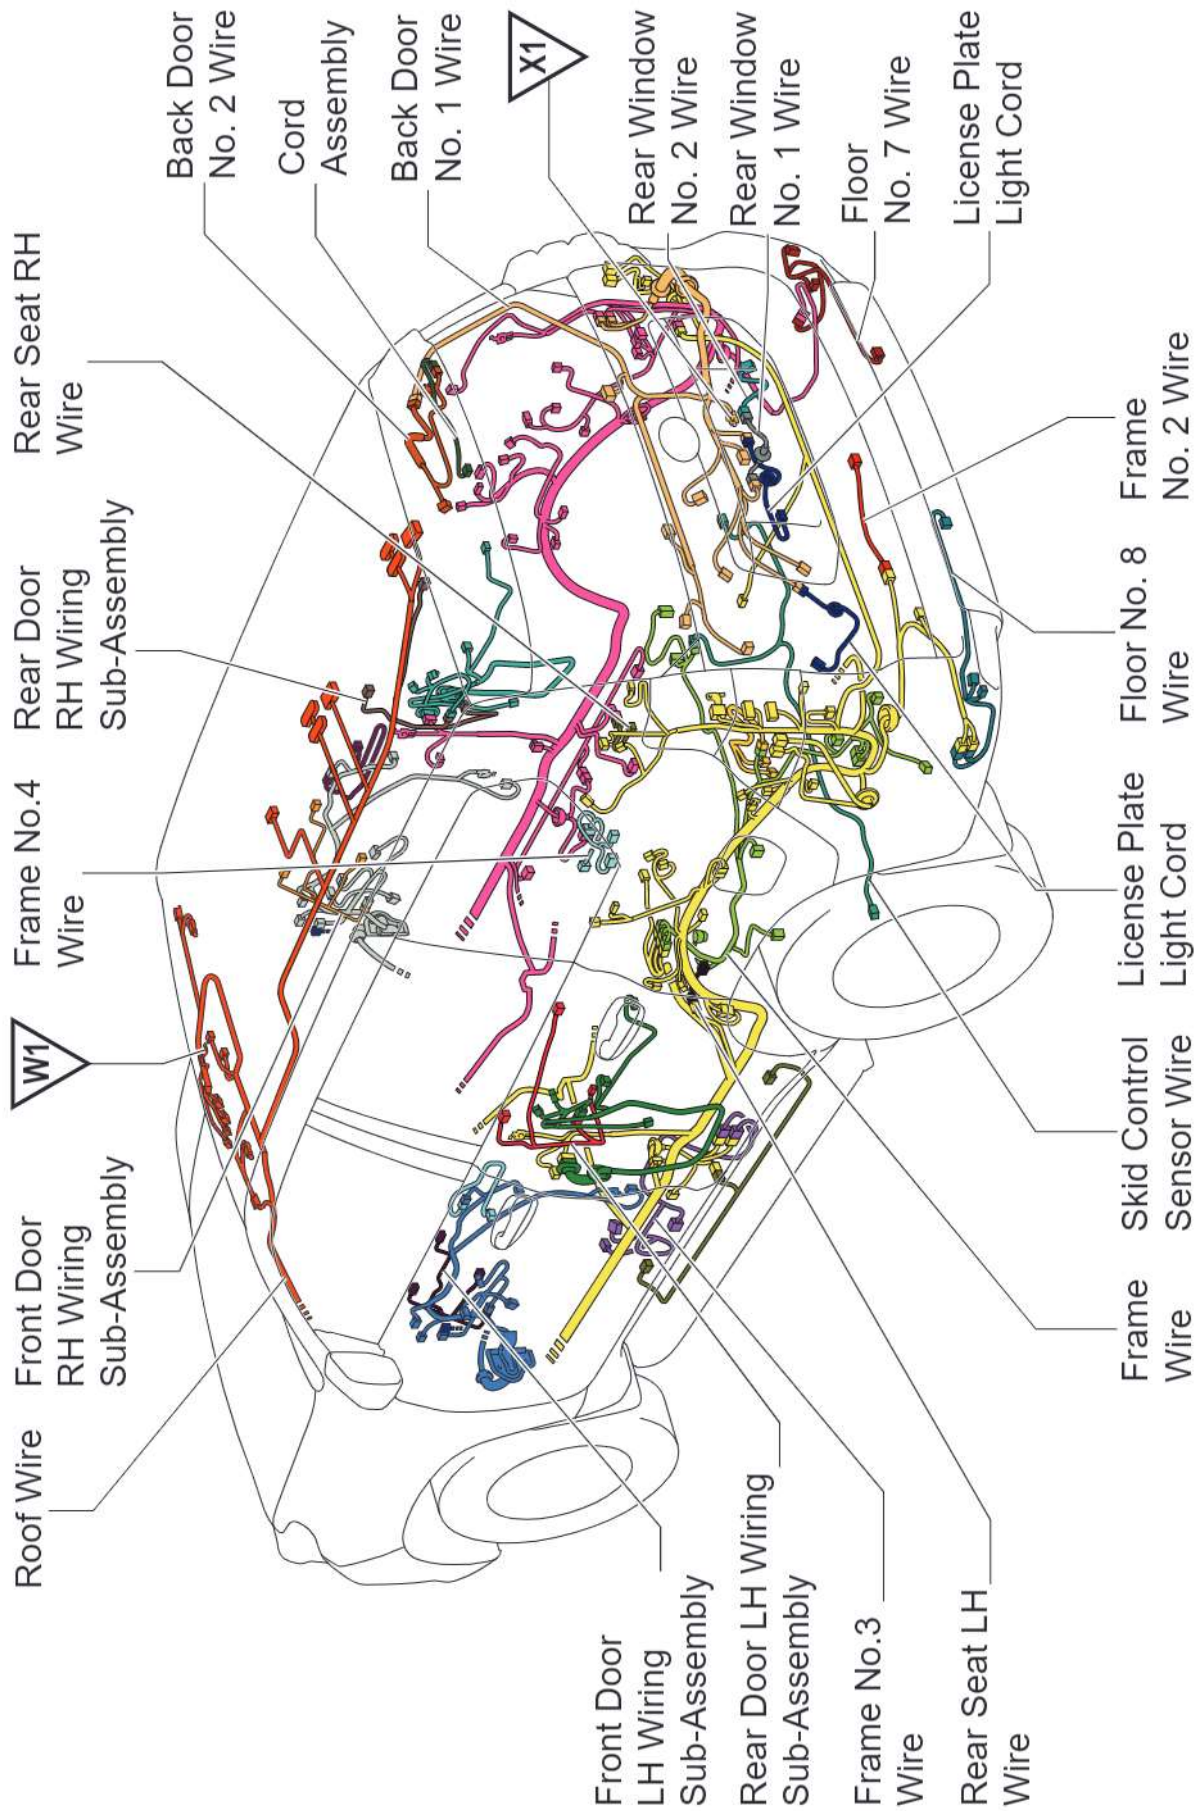 Roof Wire
Front Door
RH Wiring
Sub-Assembly
W1
Frame No.4
Wire
Rear Door
RH Wiring
Sub-Assembly
Rear Seat RH
Wire
Back Door
No. 2 Wire
Cord
Assembly
Back Door
No. 1 Wire
X1
Rear Window
No. 2 Wire
Rear Window
No. 1 Wire
Floor
No. 7 Wire
License Plate
Light Cord
Front Door
LH Wiring
Sub-Assembly
Rear Door LH Wiring
Sub-Assembly
Frame No.3
Wire
Rear Seat LH
Wire
Frame
Wire
Skid Control
Sensor Wire
License Plate
Light Cord
Floor No. 8
Wire
Frame
No. 2 Wire